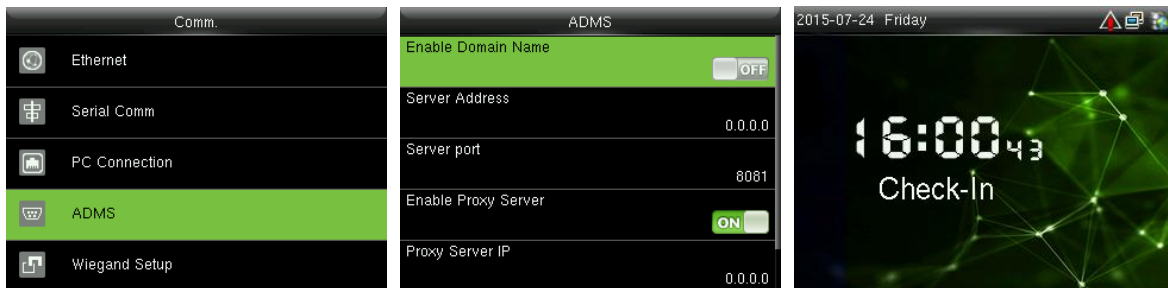 Comm.
Ethernet
Serial Comm
PC Connection
ADMS
Wiegand Setup
ADMS
Enable Domain Name
OFF
Server Address
0.0.0.0
Server port
8081
Enable Proxy Server
ON
Proxy Server IP
0.0.0.0
2015-07-24 Friday
16:00 43
Check-In